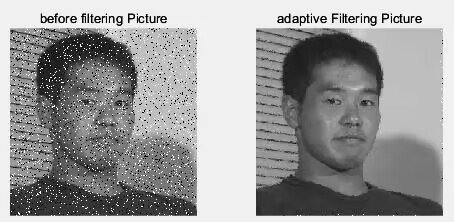 before filtering Picture
adaptive Filtering Picture